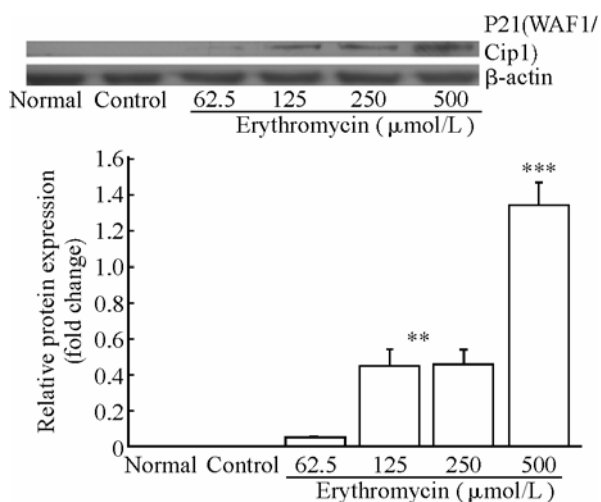 P21(WAF1/
Cip1)
β-actin
Normal Control 62.5 125 250 500
Erythromycin ( μmol/L )
Relative protein expression
(fold change)
1.6
1.4
1.2
1.0
0.8
0.6
0.4
0.2
0
**
***
Normal Control 62.5 125 250 500
Erythromycin ( μmol/L)